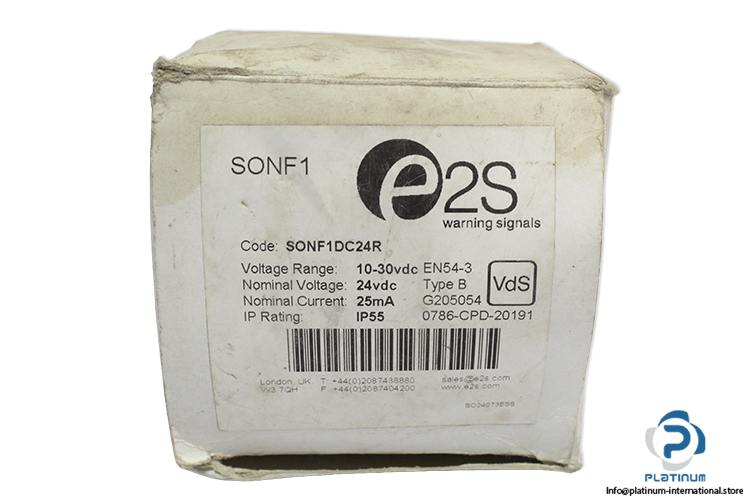 SONF1
e2S
warning signals
Code: SONF1DC24R
Voltage Range: 10-30vdc EN54-3
Nominal Voltage: 24vdc Type B
Nominal Current: 25mA G205054
IP Rating: IP55 0786-CPD-20191
VdS
London, UK. T: +44(0)2087438880 sales@e2s.com
W3 7QH F: +44(0)2087404200 www.e2s.com
PLATINUM
Info@platinum-international.store